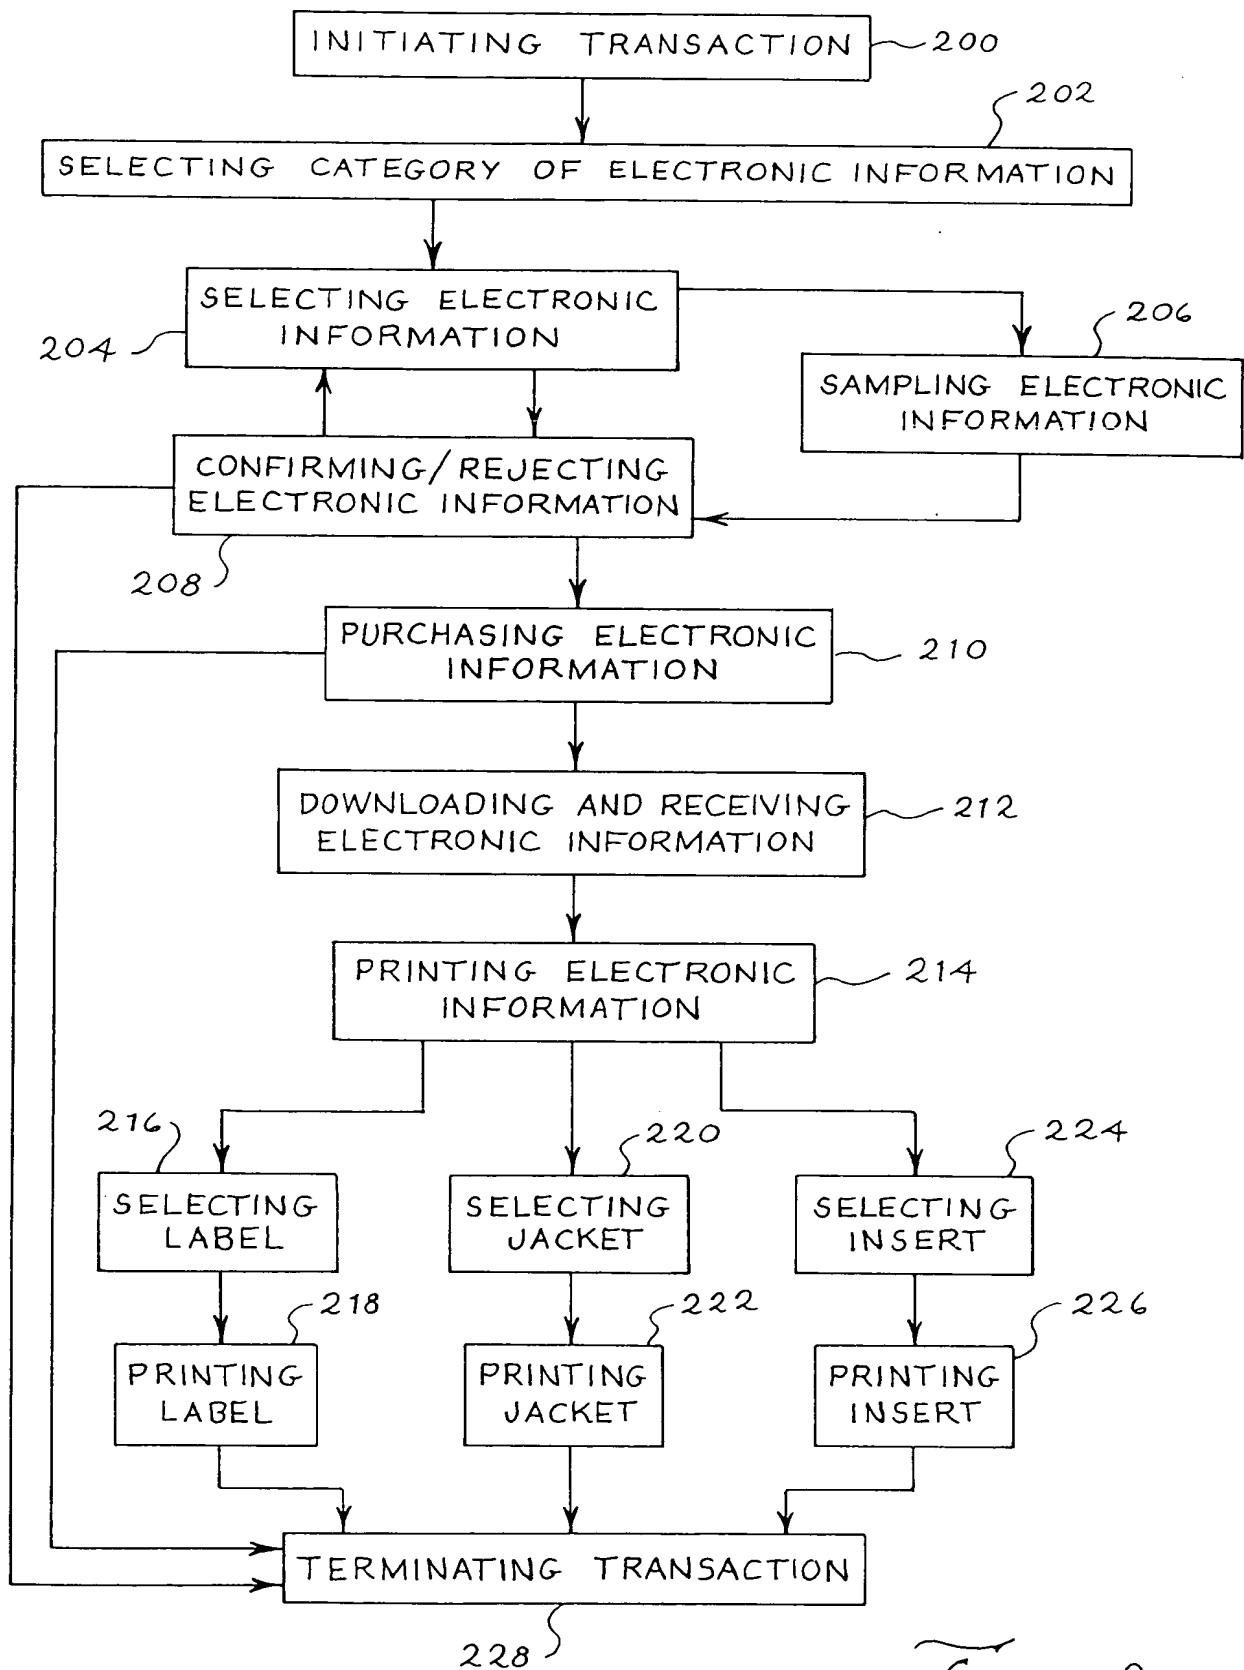 INITIATING TRANSACTION
200
202
SELECTING CATEGORY OF ELECTRONIC INFORMATION
SELECTING ELECTRONIC
INFORMATION
204
206
SAMPLING ELECTRONIC
INFORMATION
CONFIRMING/REJECTING
ELECTRONIC INFORMATION
208
PURCHASING ELECTRONIC
INFORMATION
210
DOWNLOADING AND RECEIVING
ELECTRONIC INFORMATION
212
PRINTING ELECTRONIC
INFORMATION
214
216
220
224
SELECTING
LABEL
SELECTING
JACKET
SELECTING
INSERT
218
222
226
PRINTING
LABEL
PRINTING
JACKET
PRINTING
INSERT
TERMINATING TRANSACTION
228